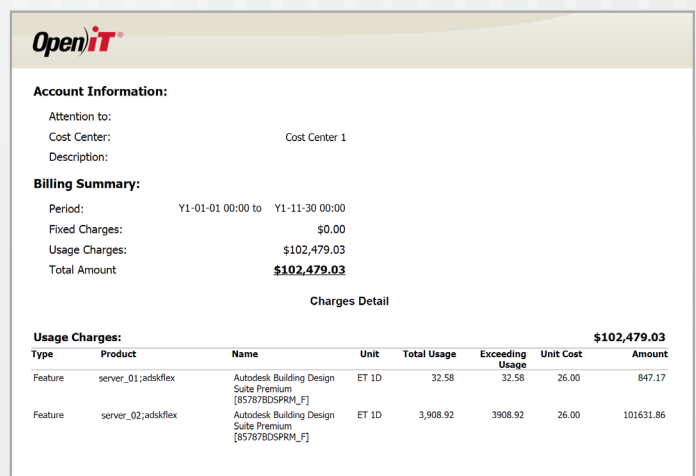 Open iT®
Account Information:
Attention to:
Cost Center: Cost Center 1
Description:
Billing Summary:
Period: Y1-01-01 00:00 to Y1-11-30 00:00
Fixed Charges: $0.00
Usage Charges: $102,479.03
Total Amount $102,479.03
Charges Detail
Usage Charges: $102,479.03
Type Product Name Unit Total Usage Exceeding Usage Unit Cost Amount
Feature server_01;adskflex Autodesk Building Design ET 1D 32.58 32.58 26.00 847.17
Suite Premium
[85787BDSPRM_F]
Feature server_02;adskflex Autodesk Building Design ET 1D 3,908.92 3908.92 26.00 101631.86
Suite Premium
[85787BDSPRM_F]